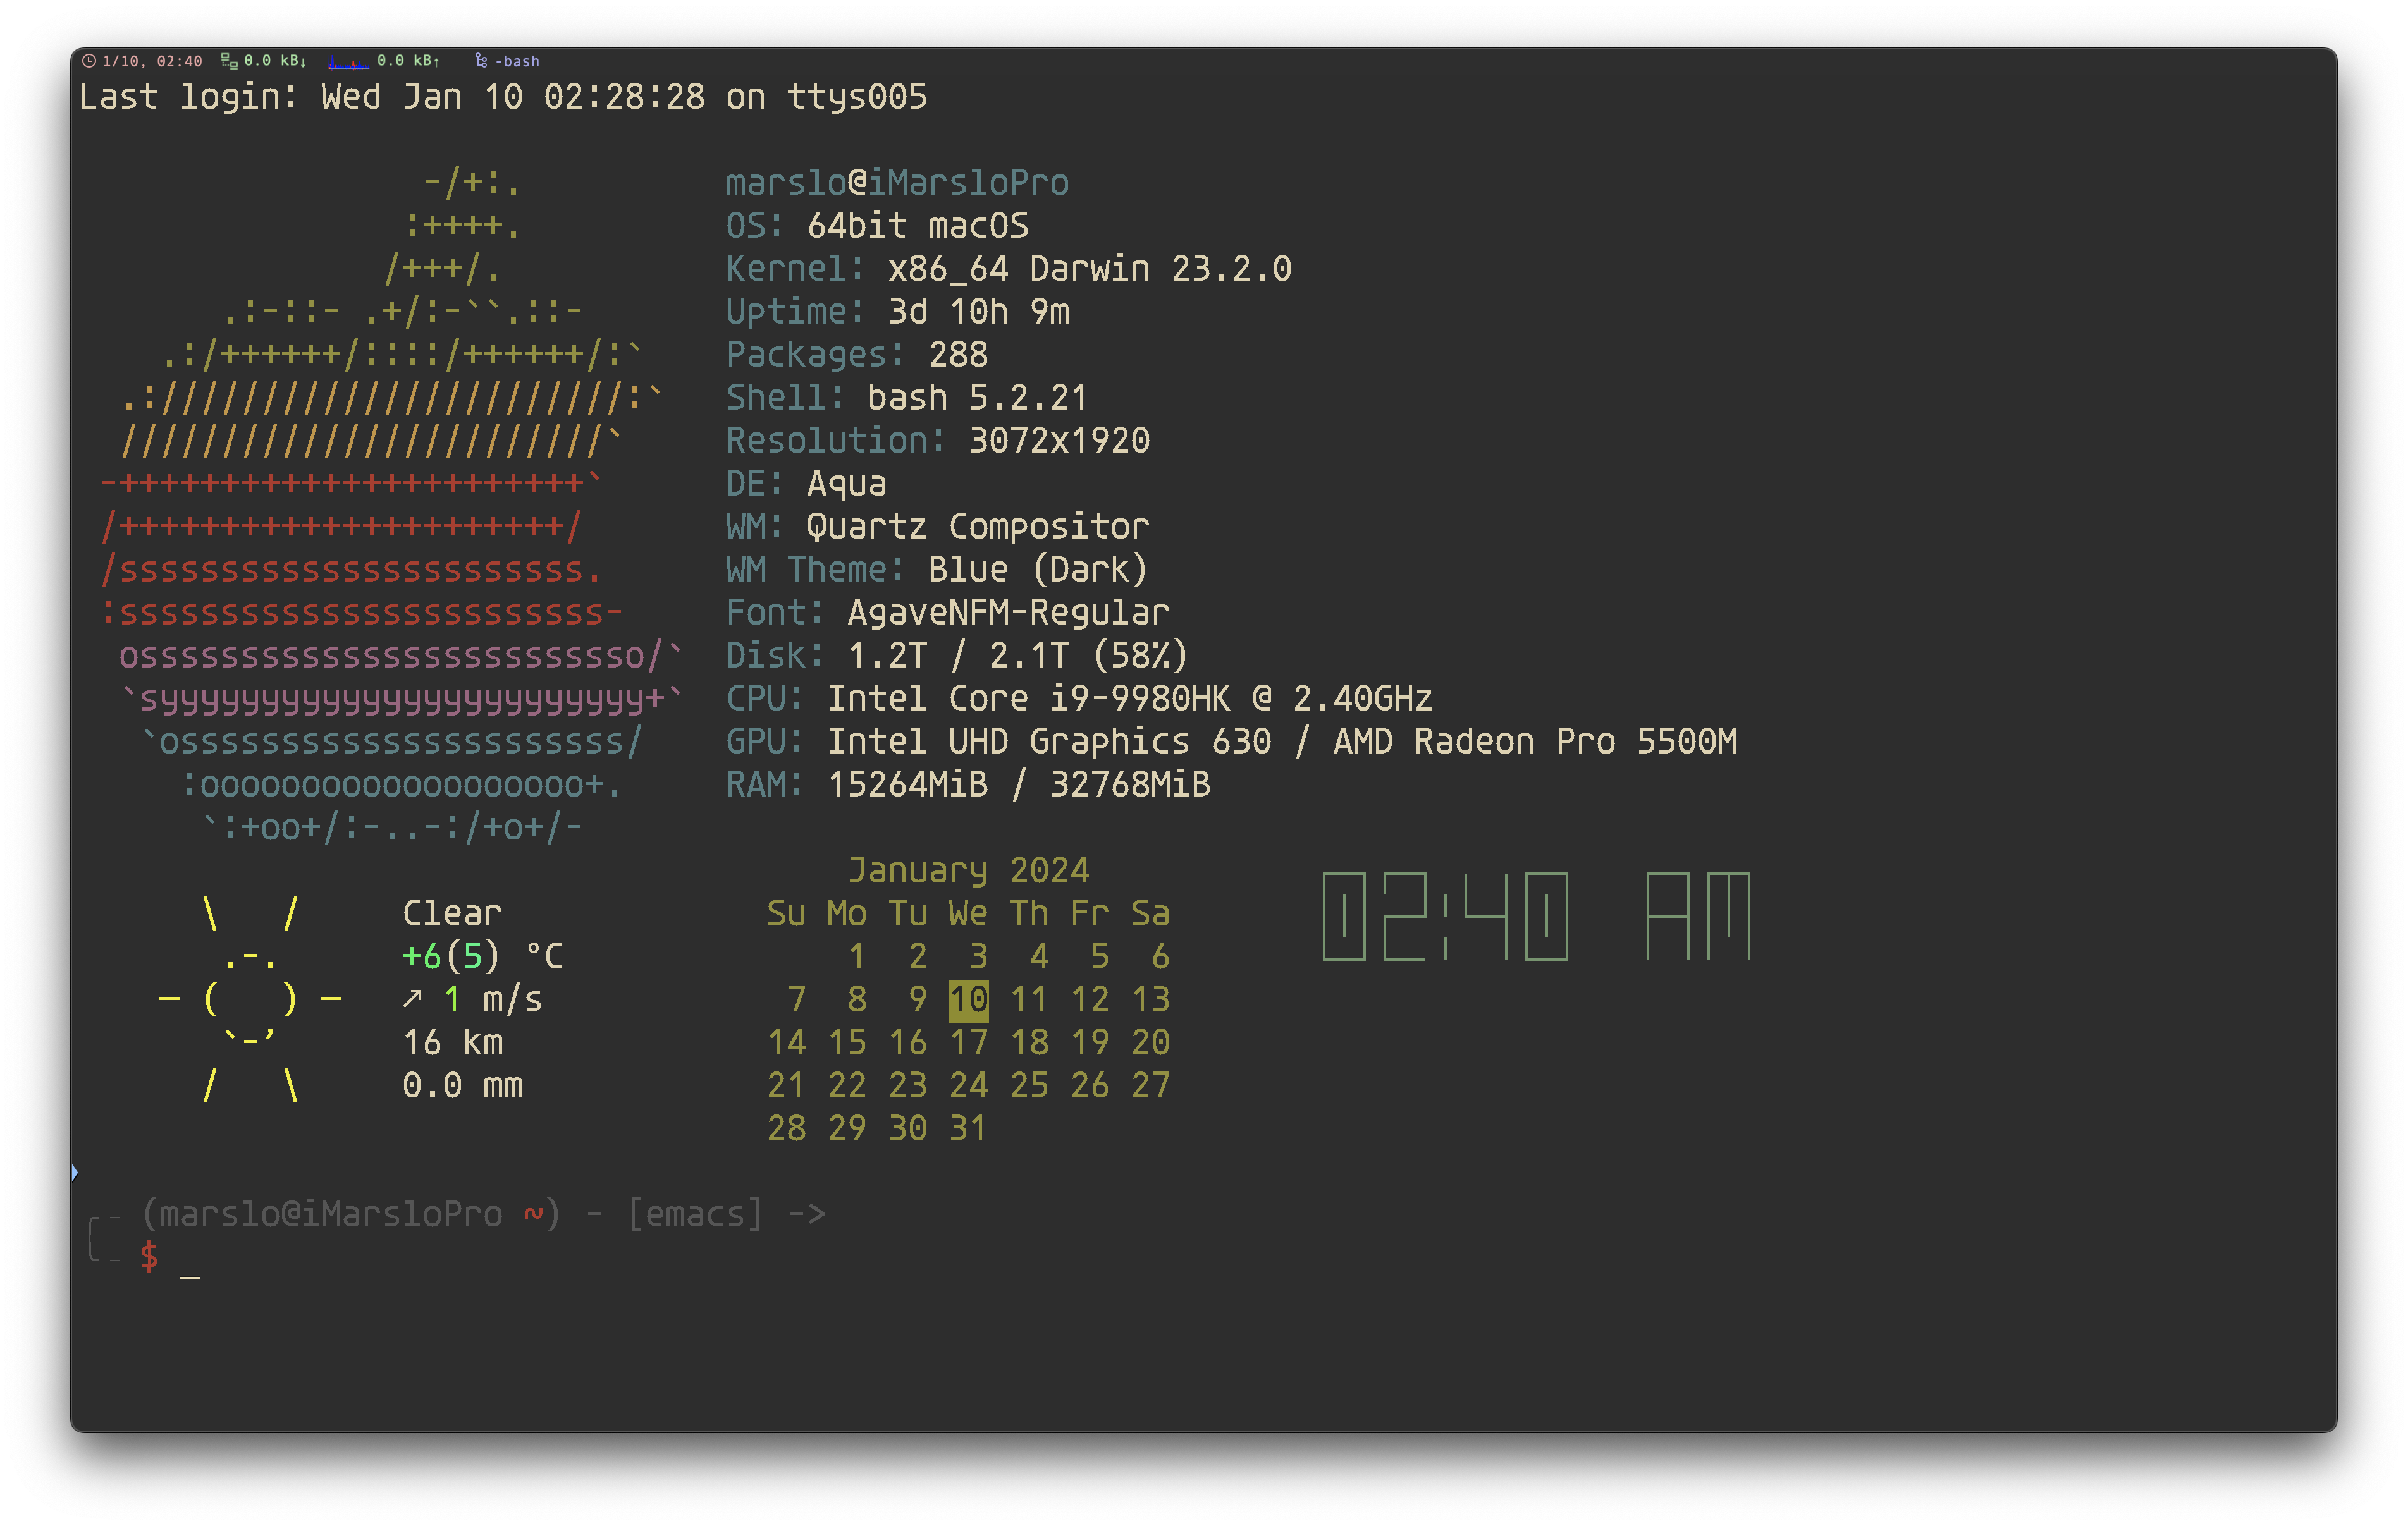 1/10, 02:40 0.0 kB↓ 0.0 kB↑ -bash
Last login: Wed Jan 10 02:28:28 on ttys005
-/+:. marslo@iMarsloPro
:++++. OS: 64bit macOS
/+++/. Kernel: x86_64 Darwin 23.2.0
.:-::- .+/:-``.::- Uptime: 3d 10h 9m
.:/++++++/::::/++++++/:` Packages: 288
.:///////////////////////:` Shell: bash 5.2.21
////////////////////////` Resolution: 3072x1920
-+++++++++++++++++++++++` DE: Aqua
/++++++++++++++++++++++/ WM: Quartz Compositor
/sssssssssssssssssssssss. WM Theme: Blue (Dark)
:ssssssssssssssssssssssss- Font: AgaveNFM-Regular
osssssssssssssssssssssssso/` Disk: 1.2T / 2.1T (58%)
`syyyyyyyyyyyyyyyyyyyyyyyy+` CPU: Intel Core i9-9980HK @ 2.40GHz
`ossssssssssssssssssssss/ GPU: Intel UHD Graphics 630 / AMD Radeon Pro 5500M
:ooooooooooooooooooo+. RAM: 15264MiB / 32768MiB
`:+oo+/:-..-:/+o+/-
January 2024
\ / Clear Su Mo Tu We Th Fr Sa 02:40 AM
.-. +6(5) °C 1 2 3 4 5 6
― ( ) ― ↗ 1 m/s 7 8 9 10 11 12 13
`-’ 16 km 14 15 16 17 18 19 20
/ \ 0.0 mm 21 22 23 24 25 26 27
28 29 30 31
╭╴ (marslo@iMarsloPro ~) - [emacs] ->
╰╴ $ _